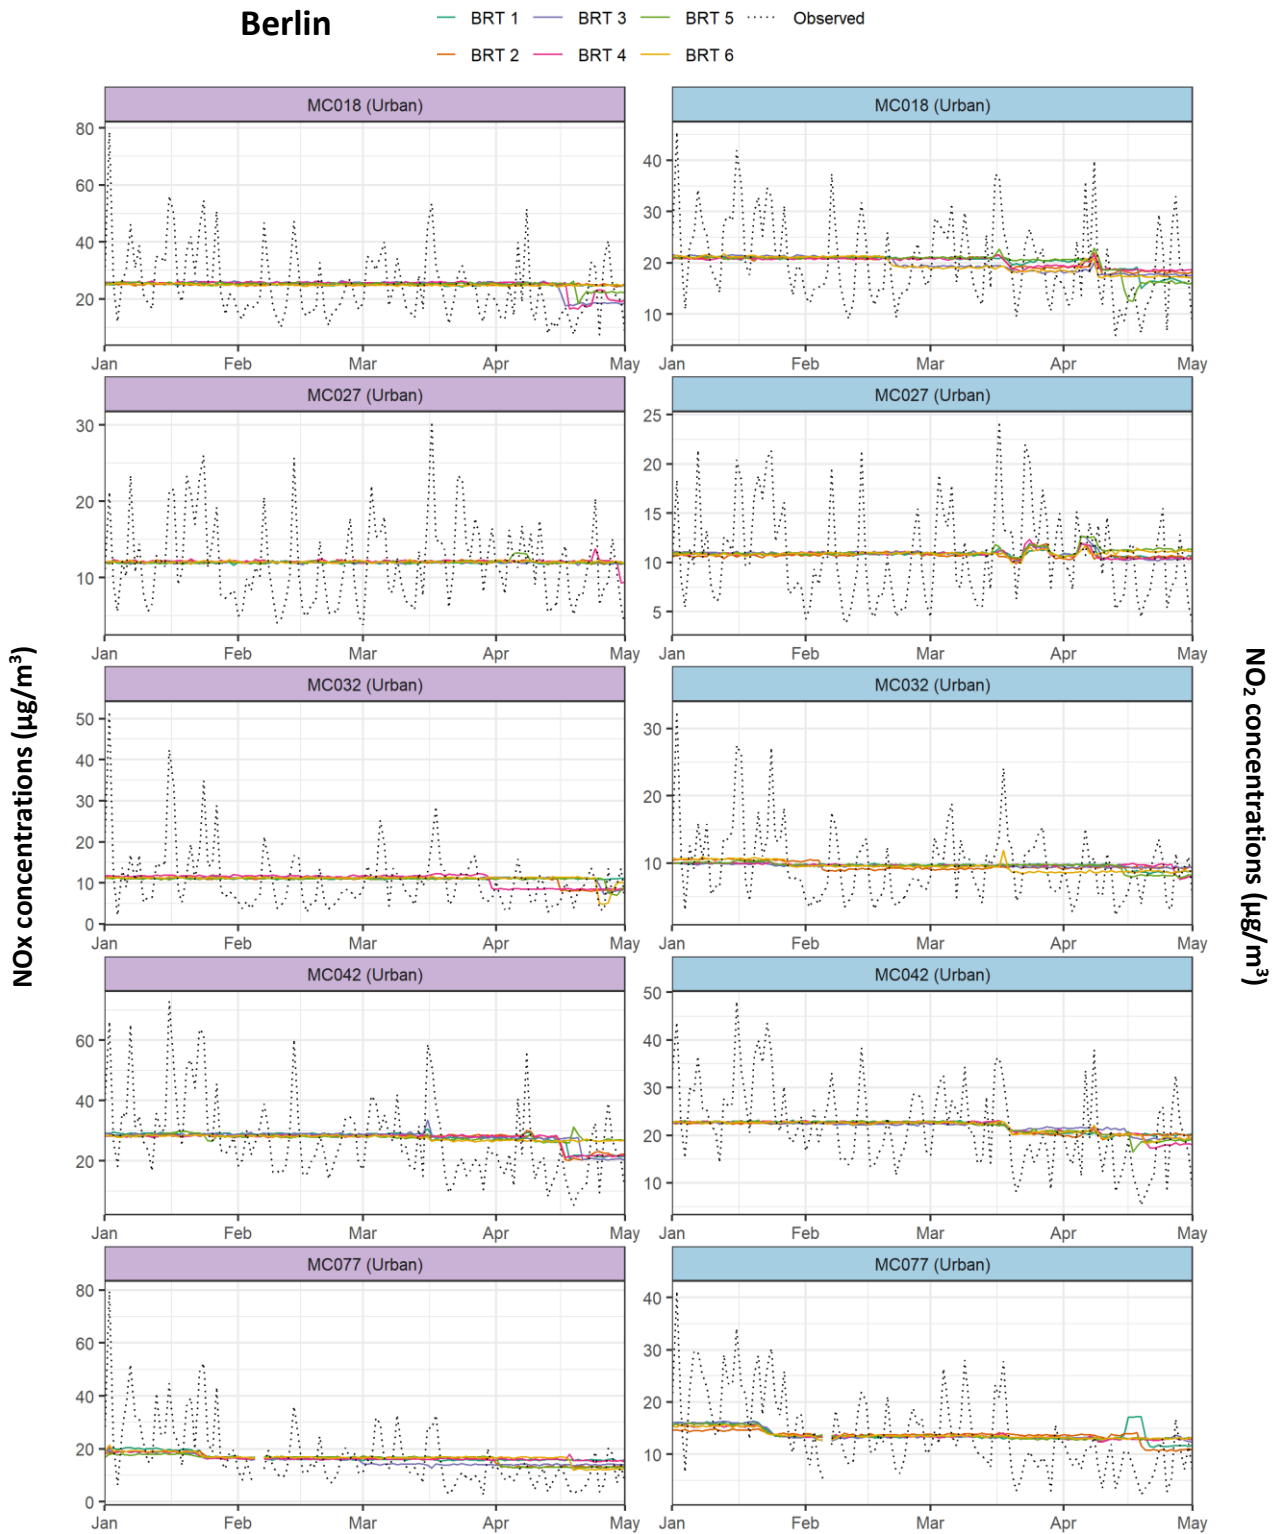 Berlin
BRT 1 BRT 3 BRT 5 Observed
BRT 2 BRT 4 BRT 6
MC018 (Urban) MC018 (Urban)
80
60
40
20
40
30
20
10
Jan Feb Mar Apr May Jan Feb Mar Apr May
MC027 (Urban) MC027 (Urban)
30
20
10
25
20
15
10
5
Jan Feb Mar Apr May Jan Feb Mar Apr May
MC032 (Urban) MC032 (Urban)
50
40
30
20
10
0
30
20
10
Jan Feb Mar Apr May Jan Feb Mar Apr May
MC042 (Urban) MC042 (Urban)
60
40
20
50
40
30
20
10
Jan Feb Mar Apr May Jan Feb Mar Apr May
MC077 (Urban) MC077 (Urban)
80
60
40
20
0
40
30
20
10
Jan Feb Mar Apr May Jan Feb Mar Apr May
NOx concentrations (µg/m³)
NO₂ concentrations (µg/m³)